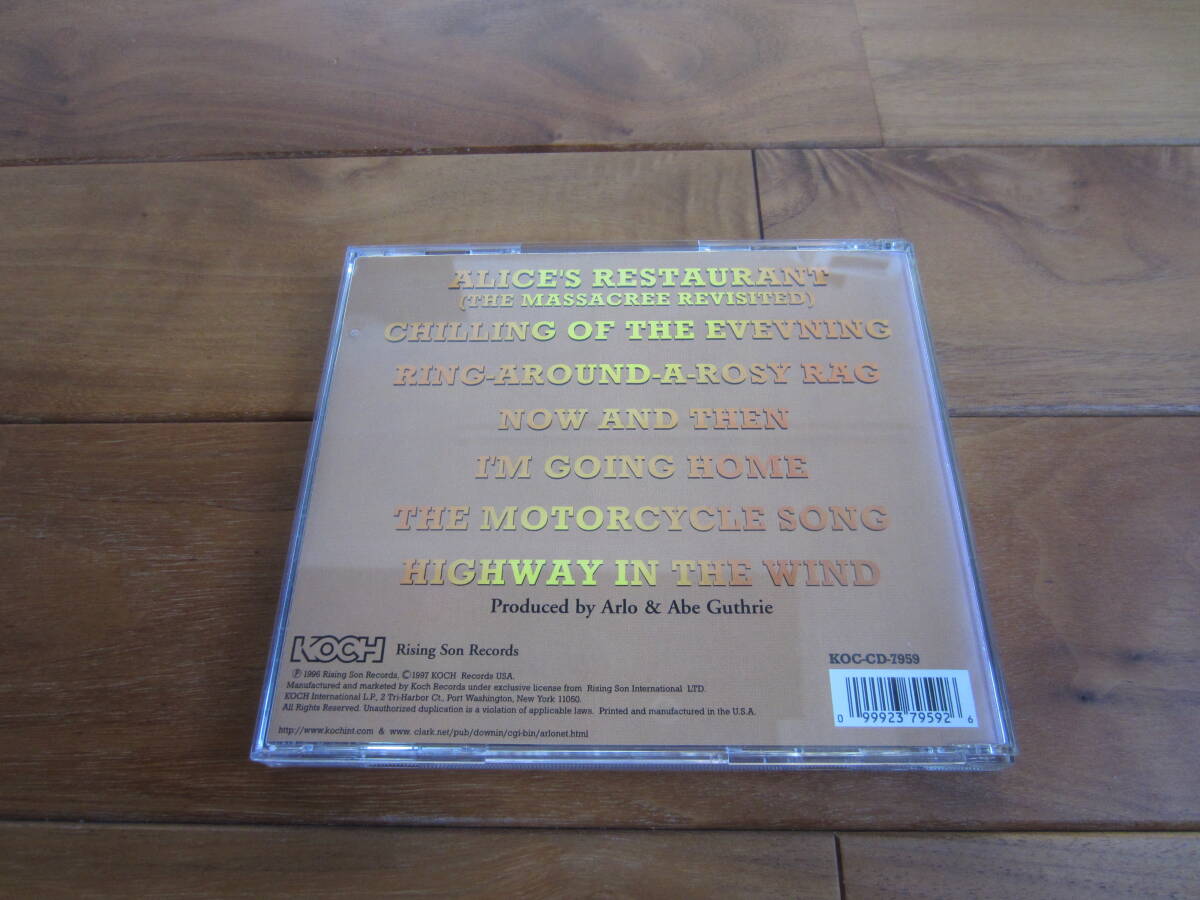 ALICE'S RESTAURANT
(THE MASSACREE REVISITED)
CHILLING OF THE EVEVNING
RING-AROUND-A-ROSY RAG
NOW AND THEN
I'M GOING HOME
THE MOTORCYCLE SONG
HIGHWAY IN THE WIND
Produced by Arlo & Abe Guthrie
KOCH Rising Son Records
KOC-CD-7959
℗ 1996 Rising Son Records, ©1997 KOCH Records USA.
Manufactured and marketed by Koch Records under exclusive license from Rising Son International LTD.
KOCH International L.P., 2 Tri-Harbor Ct., Port Washington, New York 11050.
All Rights Reserved. Unauthorized duplication is a violation of applicable laws. Printed and manufactured in the U.S.A.
0 99923 79592 6
http://www.kochint.com & www. clark.net/pub/downin/cgi-bin/arlonet.html